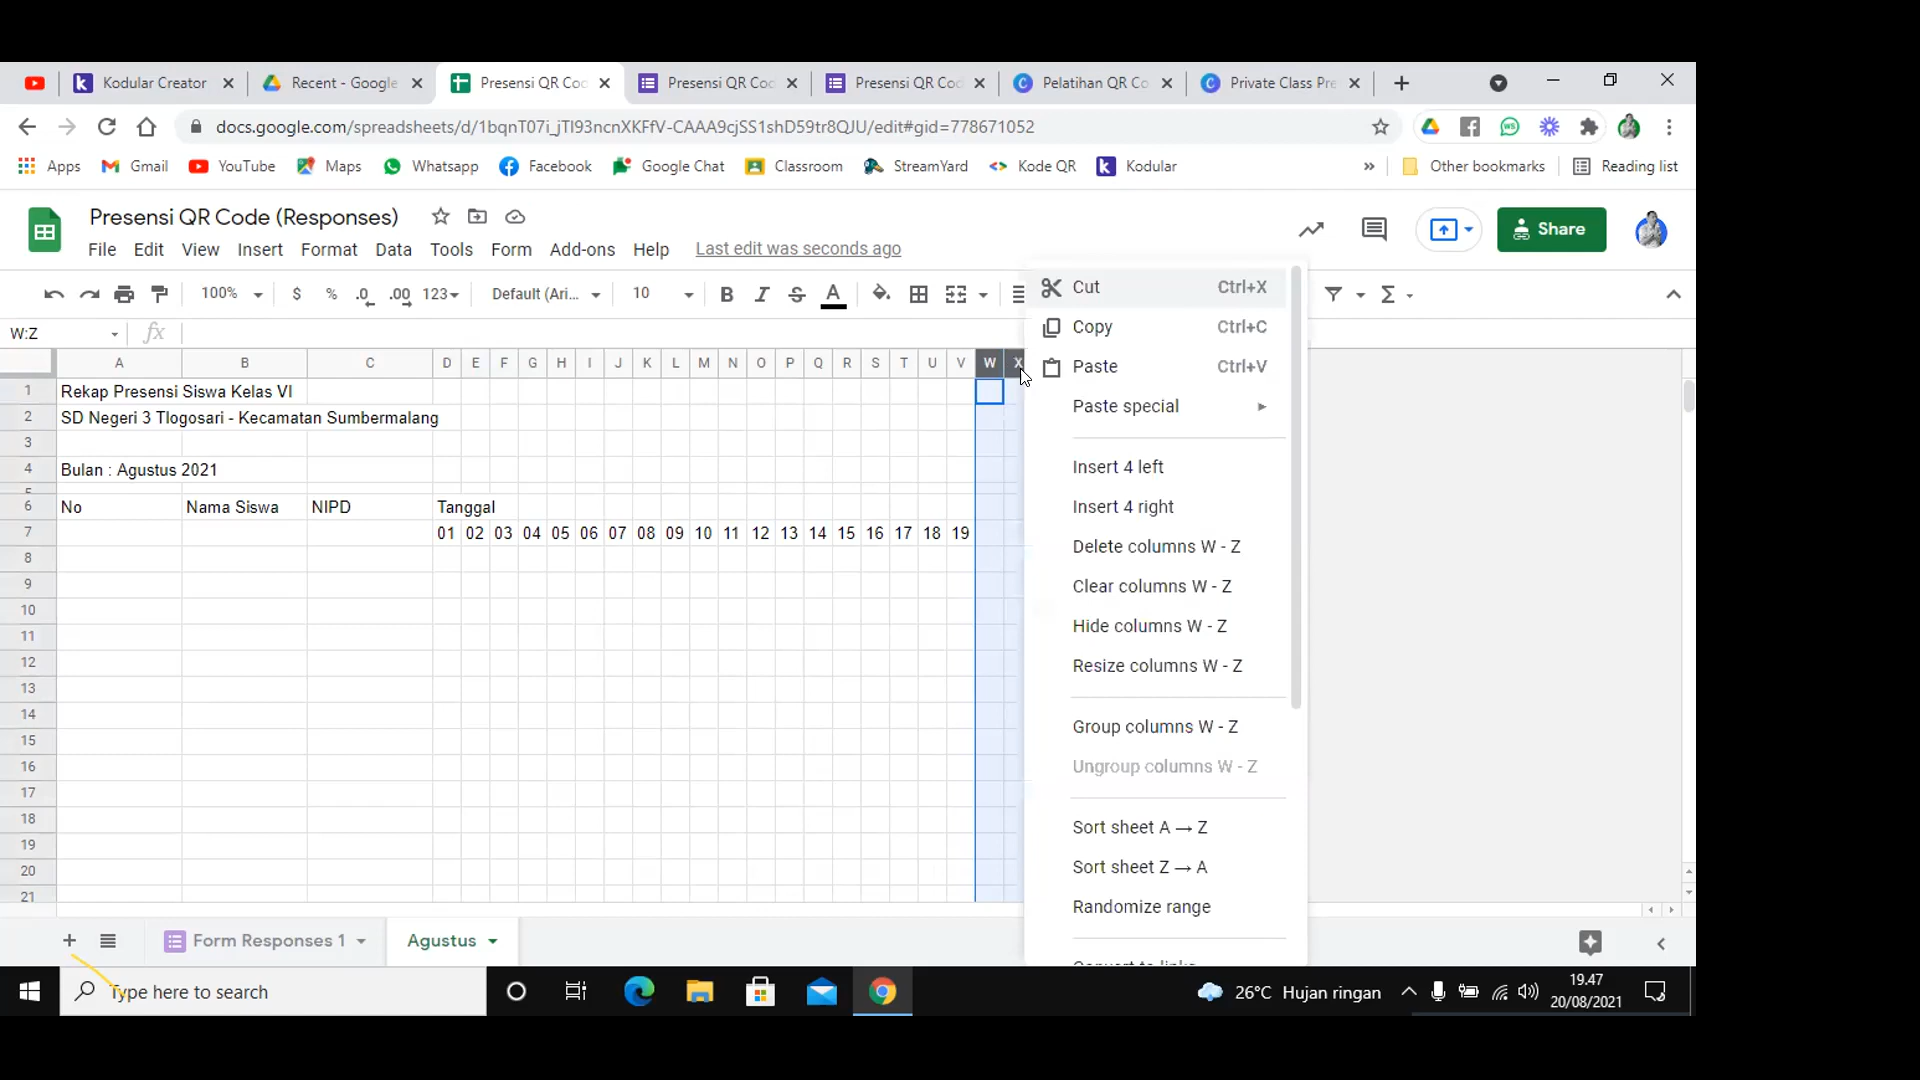 Kodular Creator
Recent - Google
Presensi QR Coo
Presensi QR Coo
Presensi QR Cod
Pelatihan QR Co
Private Class Pre
docs.google.com/spreadsheets/d/1bqnT07i_jTI93ncnXKFfV-CAAA9cjSS1shD59tr8QJU/edit#gid=778671052
Apps Gmail YouTube Maps Whatsapp Facebook Google Chat Classroom StreamYard Kode QR Kodular » Other bookmarks Reading list
Presensi QR Code (Responses)
File Edit View Insert Format Data Tools Form Add-ons Help Last edit was seconds ago
Share
100% $ % .0 .00 123 Default (Ari... 10 B I S A Σ
W:Z fx
A B C D E F G H I J K L M N O P Q R S T U V W X
1 Rekap Presensi Siswa Kelas VI
2 SD Negeri 3 Tlogosari - Kecamatan Sumbermalang
3
4 Bulan : Agustus 2021
5
6 No Nama Siswa NIPD Tanggal
7 01 02 03 04 05 06 07 08 09 10 11 12 13 14 15 16 17 18 19
8
9
10
11
12
13
14
15
16
17
18
19
20
21
Cut Ctrl+X
Copy Ctrl+C
Paste Ctrl+V
Paste special
Insert 4 left
Insert 4 right
Delete columns W - Z
Clear columns W - Z
Hide columns W - Z
Resize columns W - Z
Group columns W - Z
Ungroup columns W - Z
Sort sheet A → Z
Sort sheet Z → A
Randomize range
Convert to links
Form Responses 1
Agustus
Type here to search
26°C Hujan ringan
19.47
20/08/2021